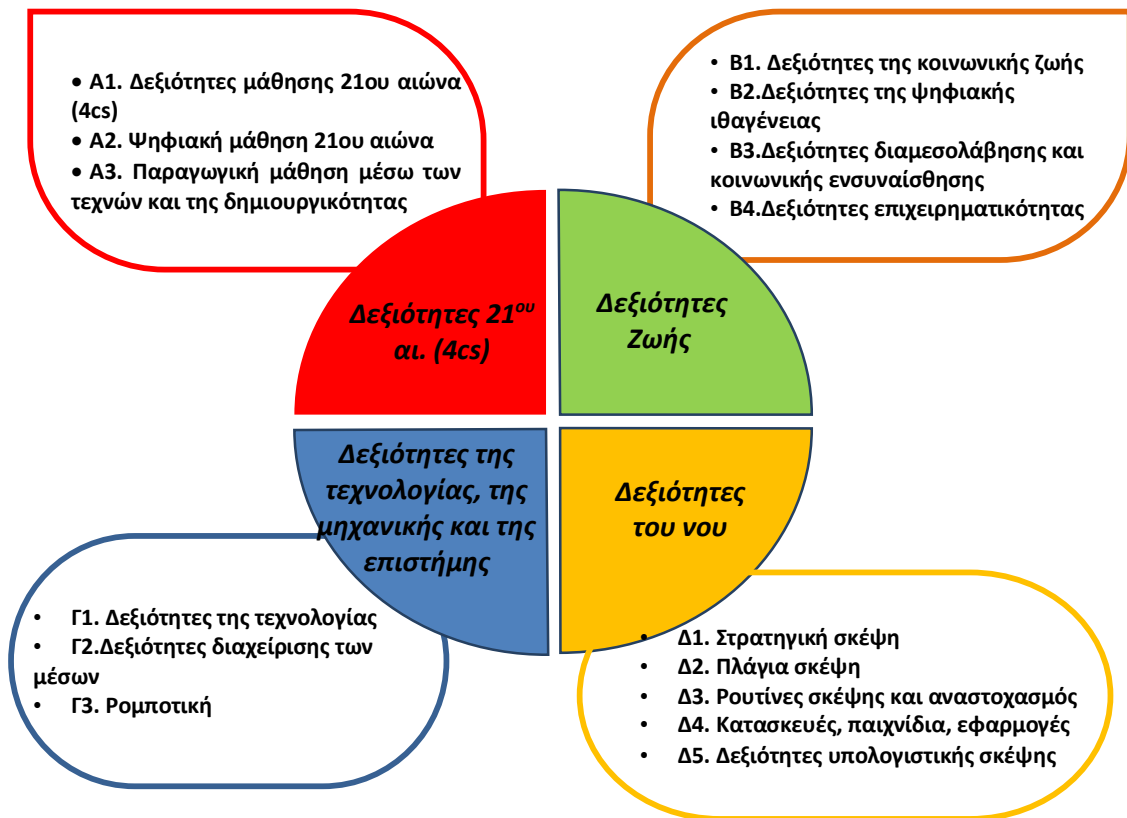 • Α1. Δεξιότητες μάθησης 21ου αιώνα
(4cs)
• Α2. Ψηφιακή μάθηση 21ου αιώνα
• Α3. Παραγωγική μάθηση μέσω των
τεχνών και της δημιουργικότητας
• Β1. Δεξιότητες της κοινωνικής ζωής
• Β2.Δεξιότητες της ψηφιακής
ιθαγένειας
• Β3.Δεξιότητες διαμεσολάβησης και
κοινωνικής ενσυναίσθησης
• Β4.Δεξιότητες επιχειρηματικότητας
Δεξιότητες 21ου
αι. (4cs)
Δεξιότητες
Ζωής
Δεξιότητες της
τεχνολογίας, της
μηχανικής και της
επιστήμης
Δεξιότητες
του νου
• Γ1. Δεξιότητες της τεχνολογίας
• Γ2.Δεξιότητες διαχείρισης των
μέσων
• Γ3. Ρομποτική
• Δ1. Στρατηγική σκέψη
• Δ2. Πλάγια σκέψη
• Δ3. Ρουτίνες σκέψης και αναστοχασμός
• Δ4. Κατασκευές, παιχνίδια, εφαρμογές
• Δ5. Δεξιότητες υπολογιστικής σκέψης